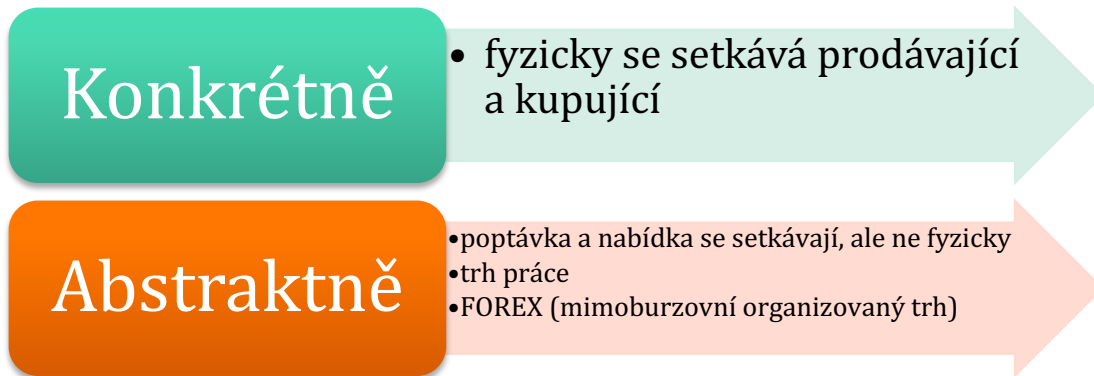 Konkrétně
• fyzicky se setkává prodávající
a kupující
Abstraktně
•poptávka a nabídka se setkávají, ale ne fyzicky
•trh práce
•FOREX (mimoburzovní organizovaný trh)